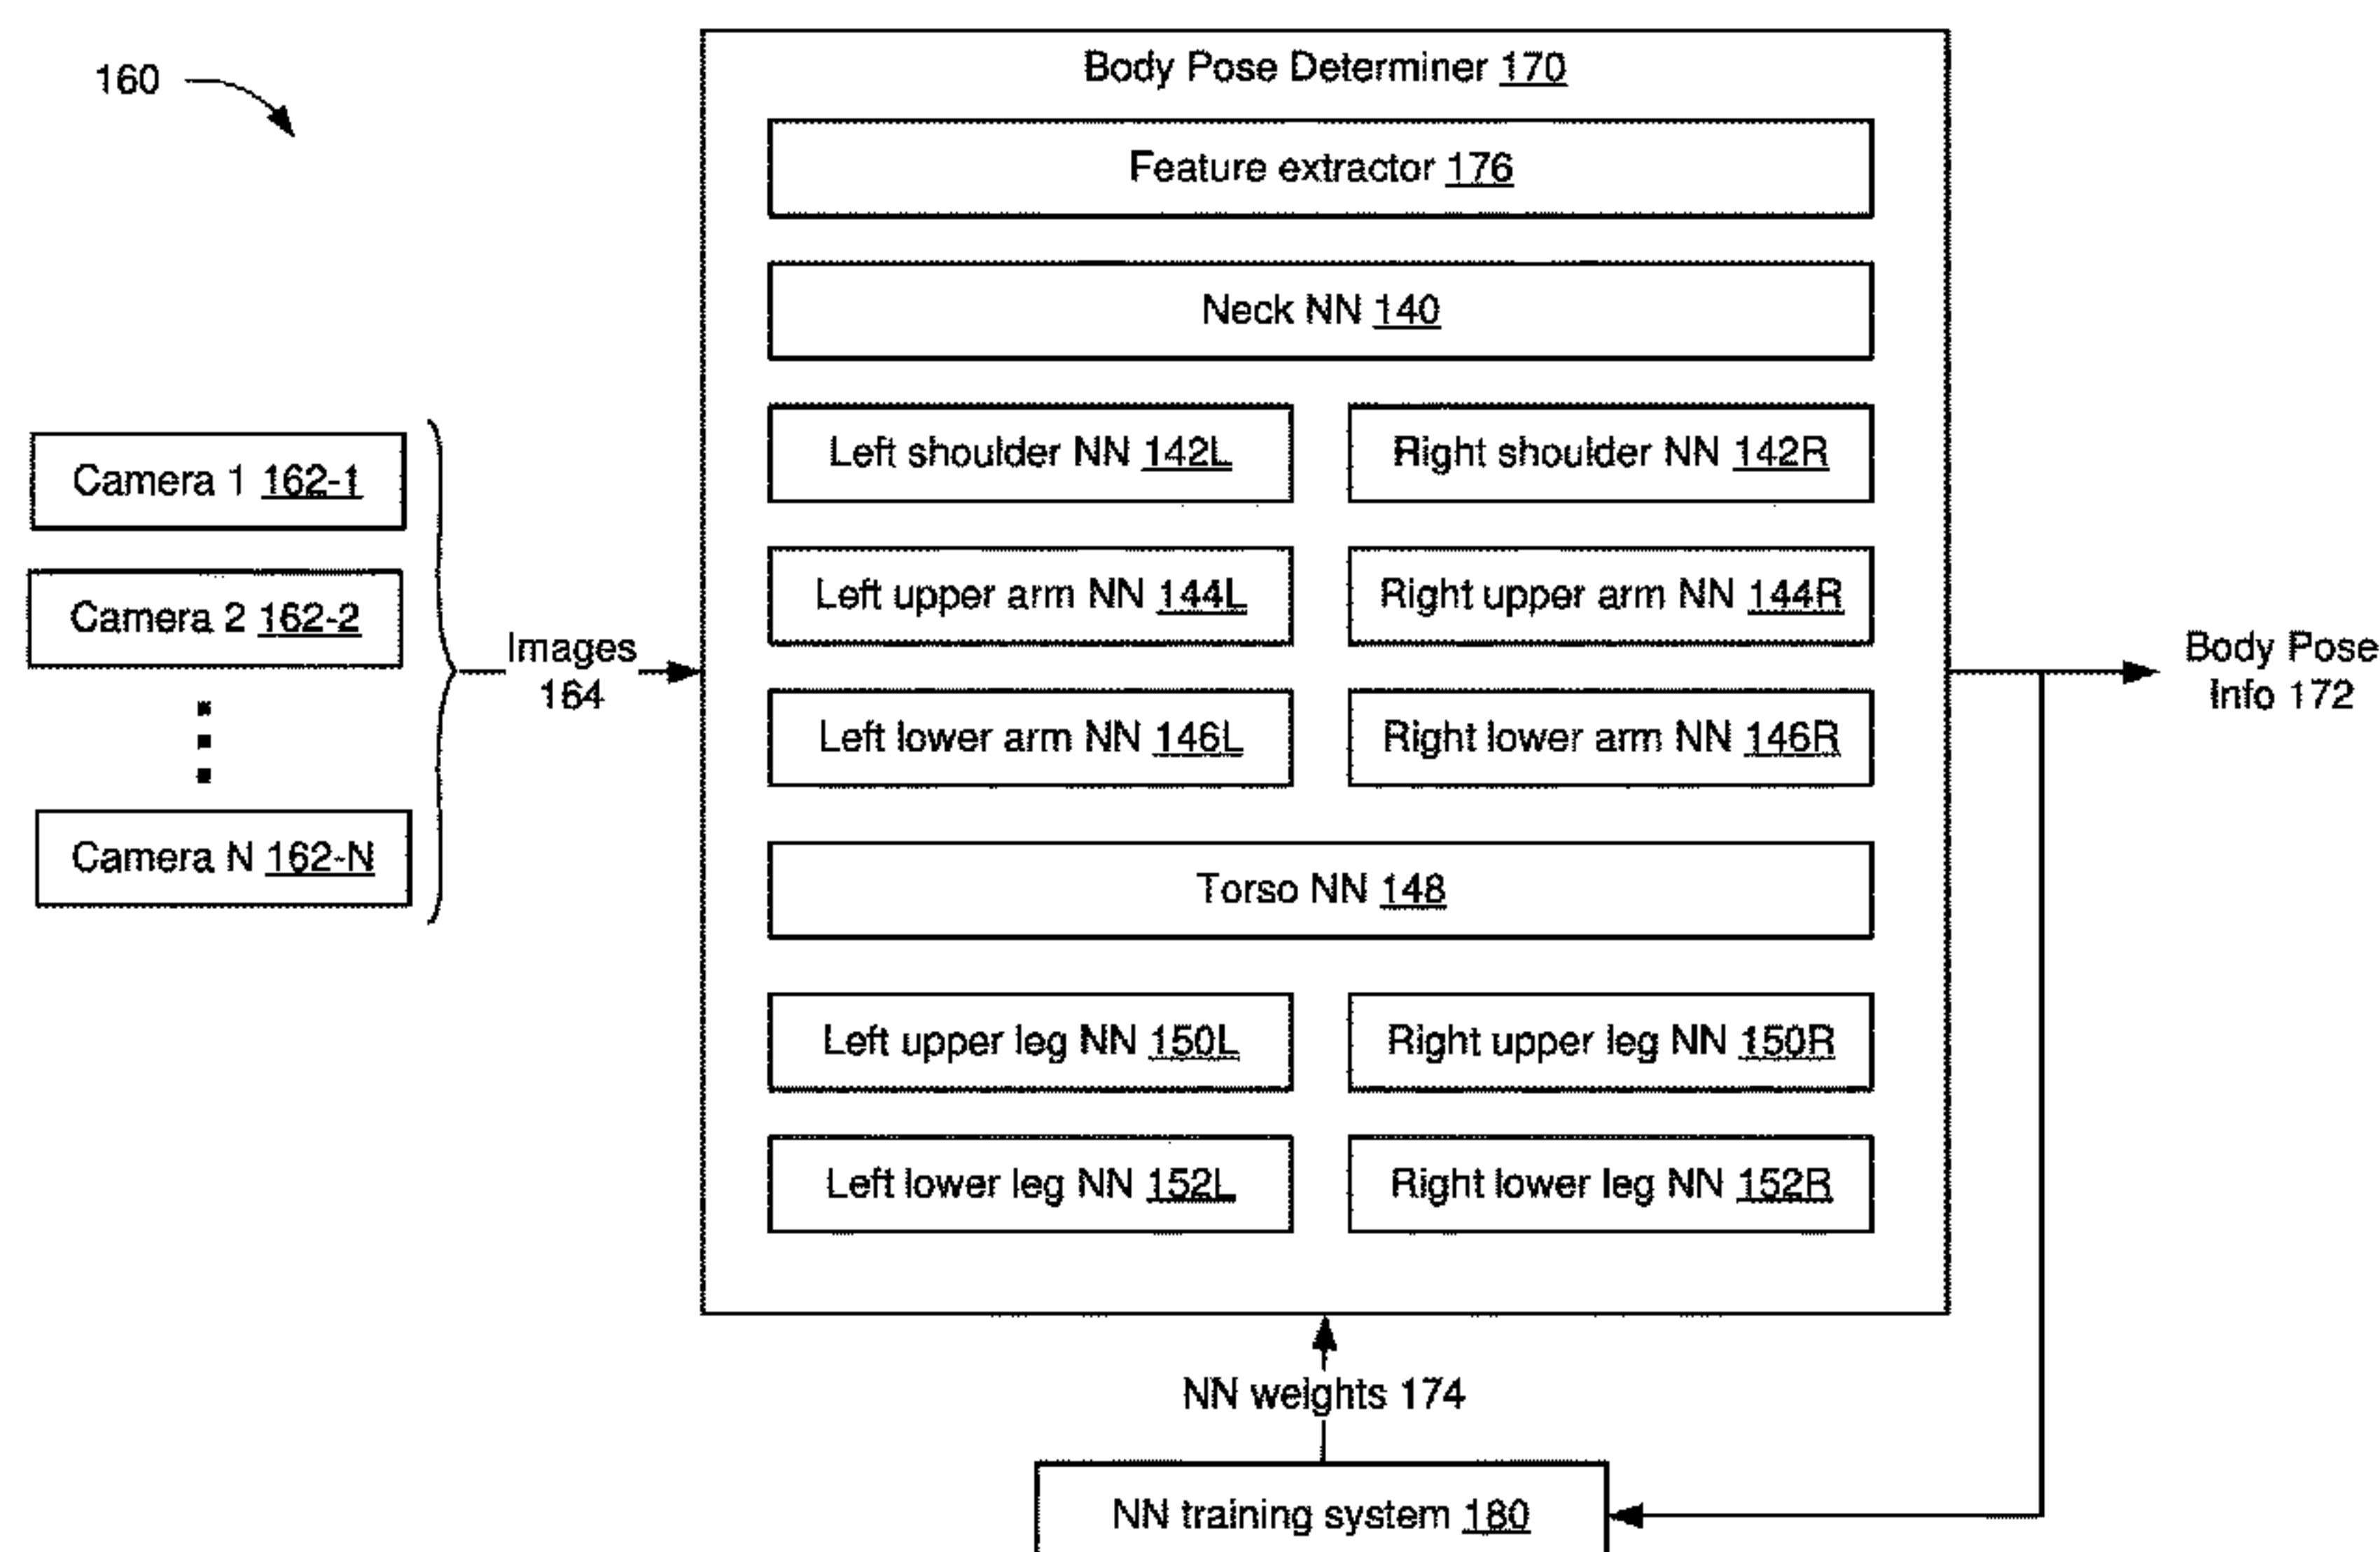 160
Body Pose Determiner 170
Feature extractor 176
Neck NN 140
Left shoulder NN 142L
Right shoulder NN 142R
Left upper arm NN 144L
Right upper arm NN 144R
Left lower arm NN 146L
Right lower arm NN 146R
Torso NN 148
Left upper leg NN 150L
Right upper leg NN 150R
Left lower leg NN 152L
Right lower leg NN 152R
Camera 1 162-1
Camera 2 162-2
Camera N 162-N
Images
164
Body Pose
Info 172
NN weights 174
NN training system 180